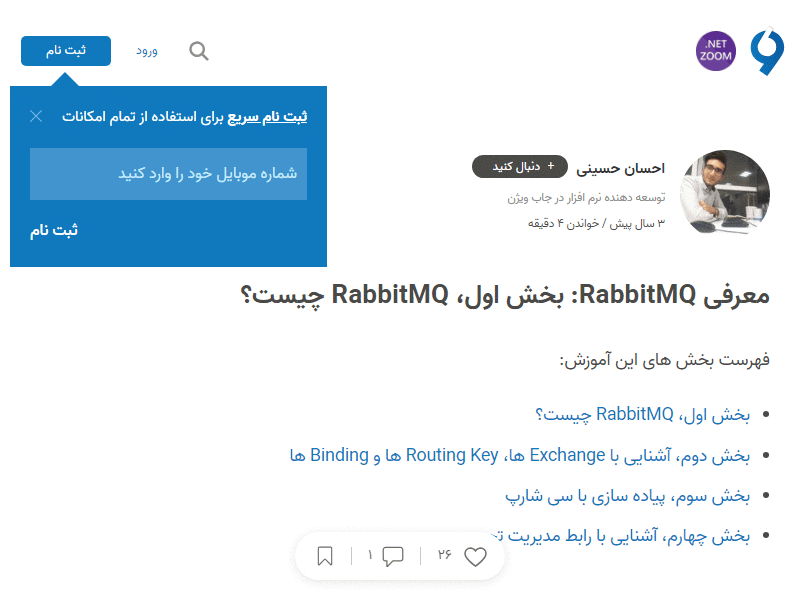 .NET
ZOOM
ورود
ثبت نام
ثبت نام سریع برای استفاده از تمام امکانات
شماره موبایل خود را وارد کنید
ثبت نام
احسان حسینی
+ دنبال کنید
توسعه دهنده نرم افزار در جاب ویژن
۳ سال پیش / خواندن ۴ دقیقه
معرفی RabbitMQ: بخش اول، RabbitMQ چیست؟
فهرست بخش های این آموزش:
بخش اول، RabbitMQ چیست؟
بخش دوم، آشنایی با Exchange ها، Routing Key ها و Binding ها
بخش سوم، پیاده سازی با سی شارپ
بخش چهارم، آشنایی با رابط مدیریت
۲۶
۱